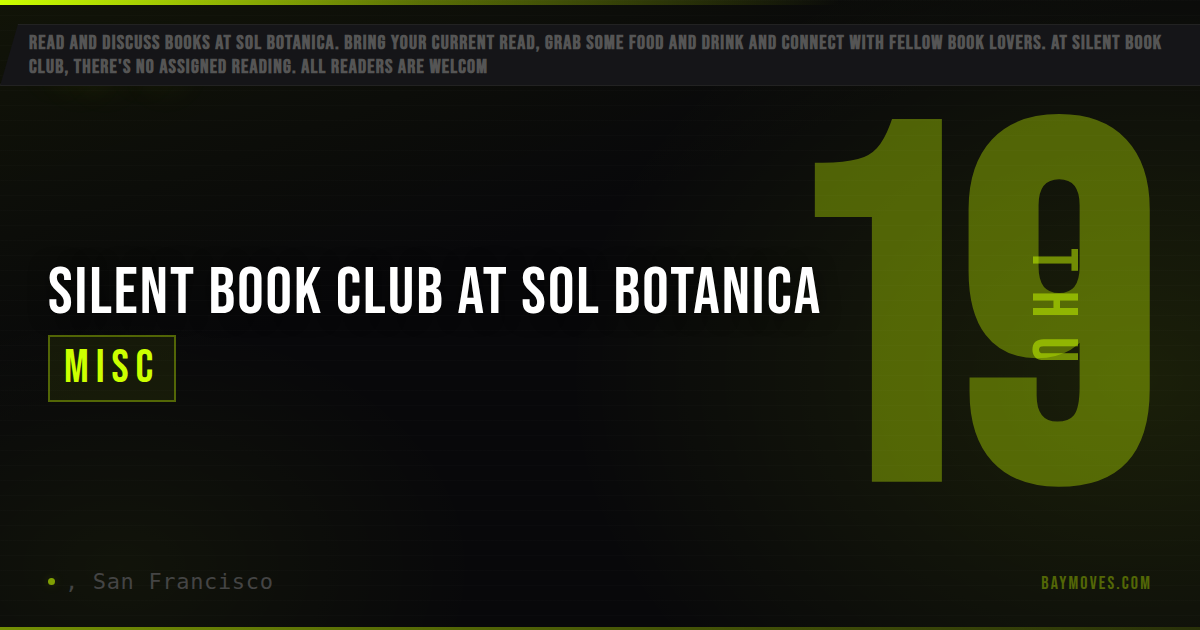 READ AND DISCUSS BOOKS AT SOL BOTANICA. BRING YOUR CURRENT READ, GRAB SOME FOOD AND DRINK AND CONNECT WITH FELLOW BOOK LOVERS. AT SILENT BOOK
CLUB, THERE'S NO ASSIGNED READING. ALL READERS ARE WELCOM
19
THU
SILENT BOOK CLUB AT SOL BOTANICA
MISC
, San Francisco
BAYMOVES.COM